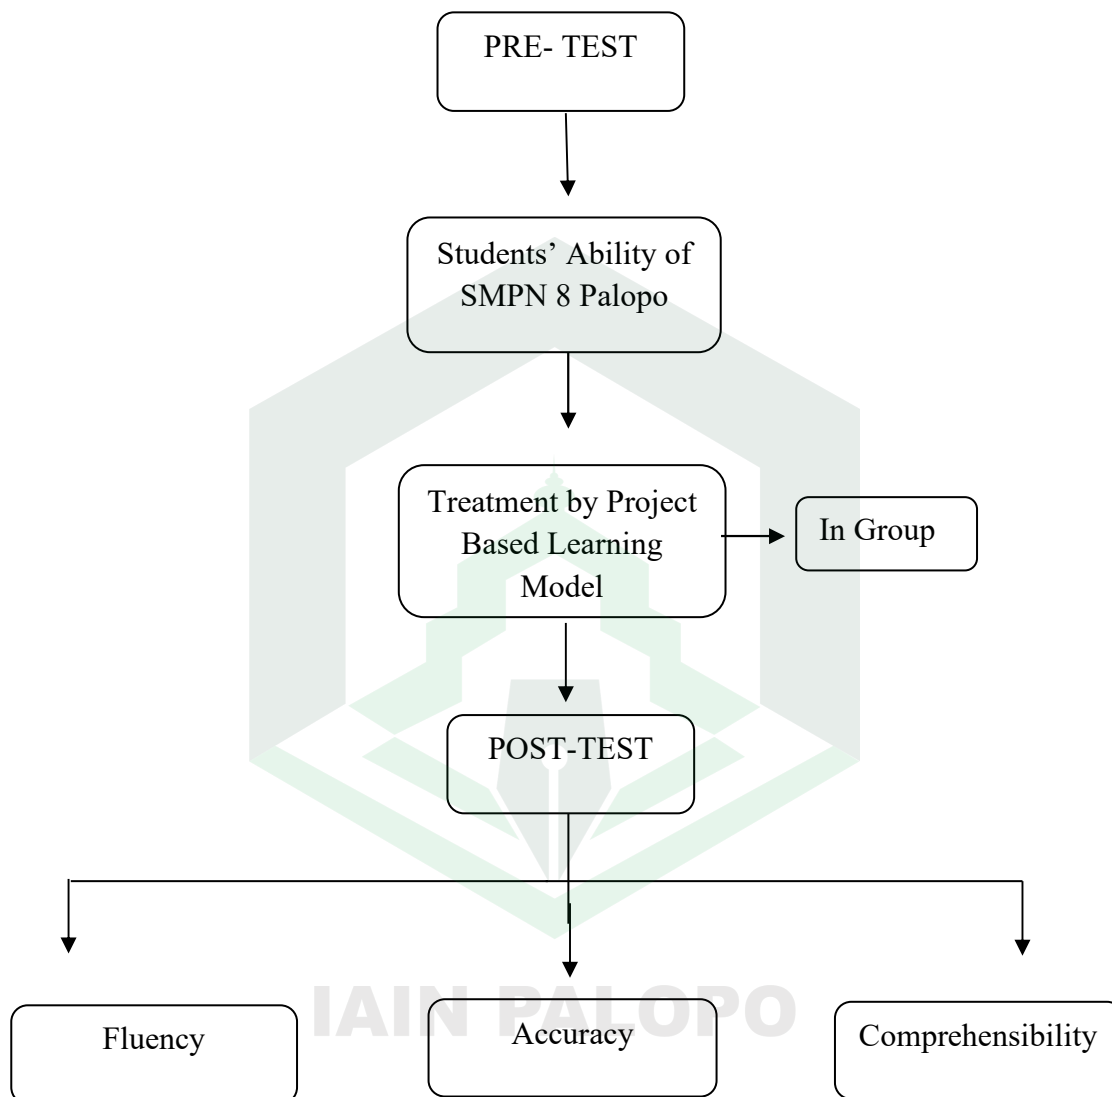 PRE- TEST
Students’ Ability of
SMPN 8 Palopo
Treatment by Project
Based Learning
Model
In Group
POST-TEST
Fluency
Accuracy
Comprehensibility
IAIN PALOPO